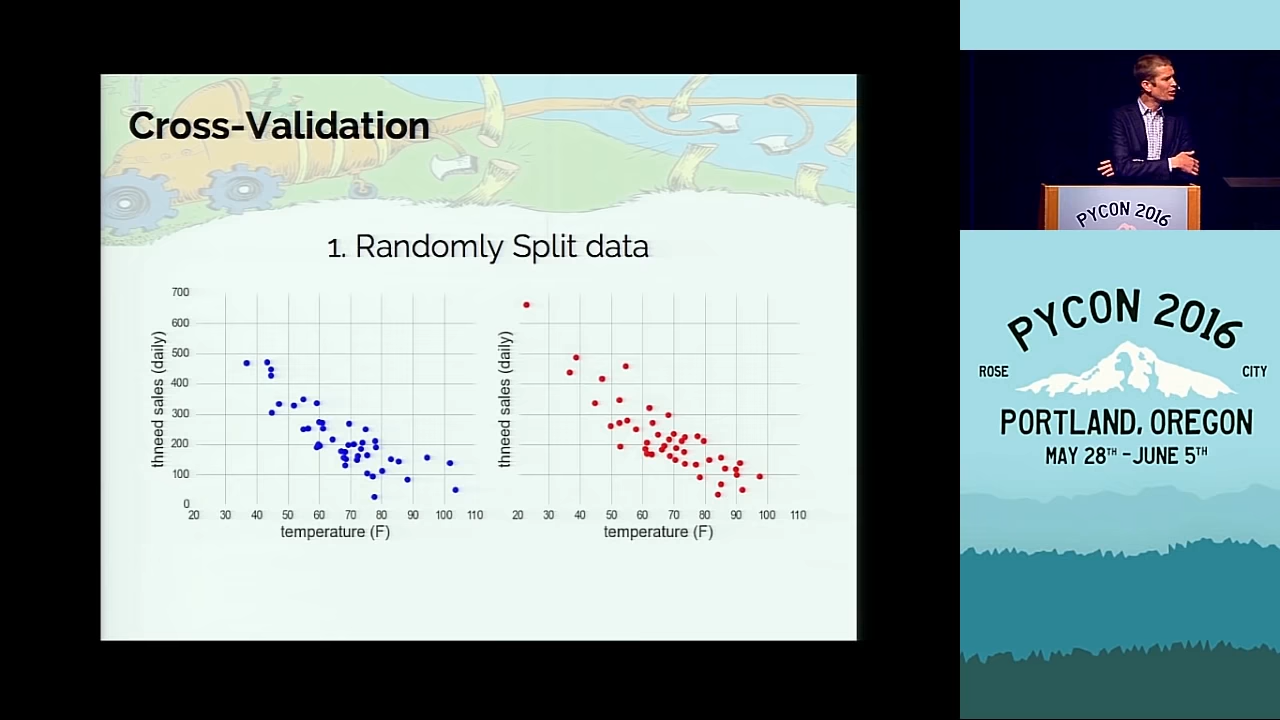 Cross-Validation
1. Randomly Split data
700
600
500
400
300
200
100
0
thneed sales (daily)
20 30 40 50 60 70 80 90 100 110
temperature (F)
thneed sales (daily)
20 30 40 50 60 70 80 90 100 110
temperature (F)
PYCON 2016
PYCON 2016
ROSE CITY
PORTLAND, OREGON
MAY 28TH - JUNE 5TH